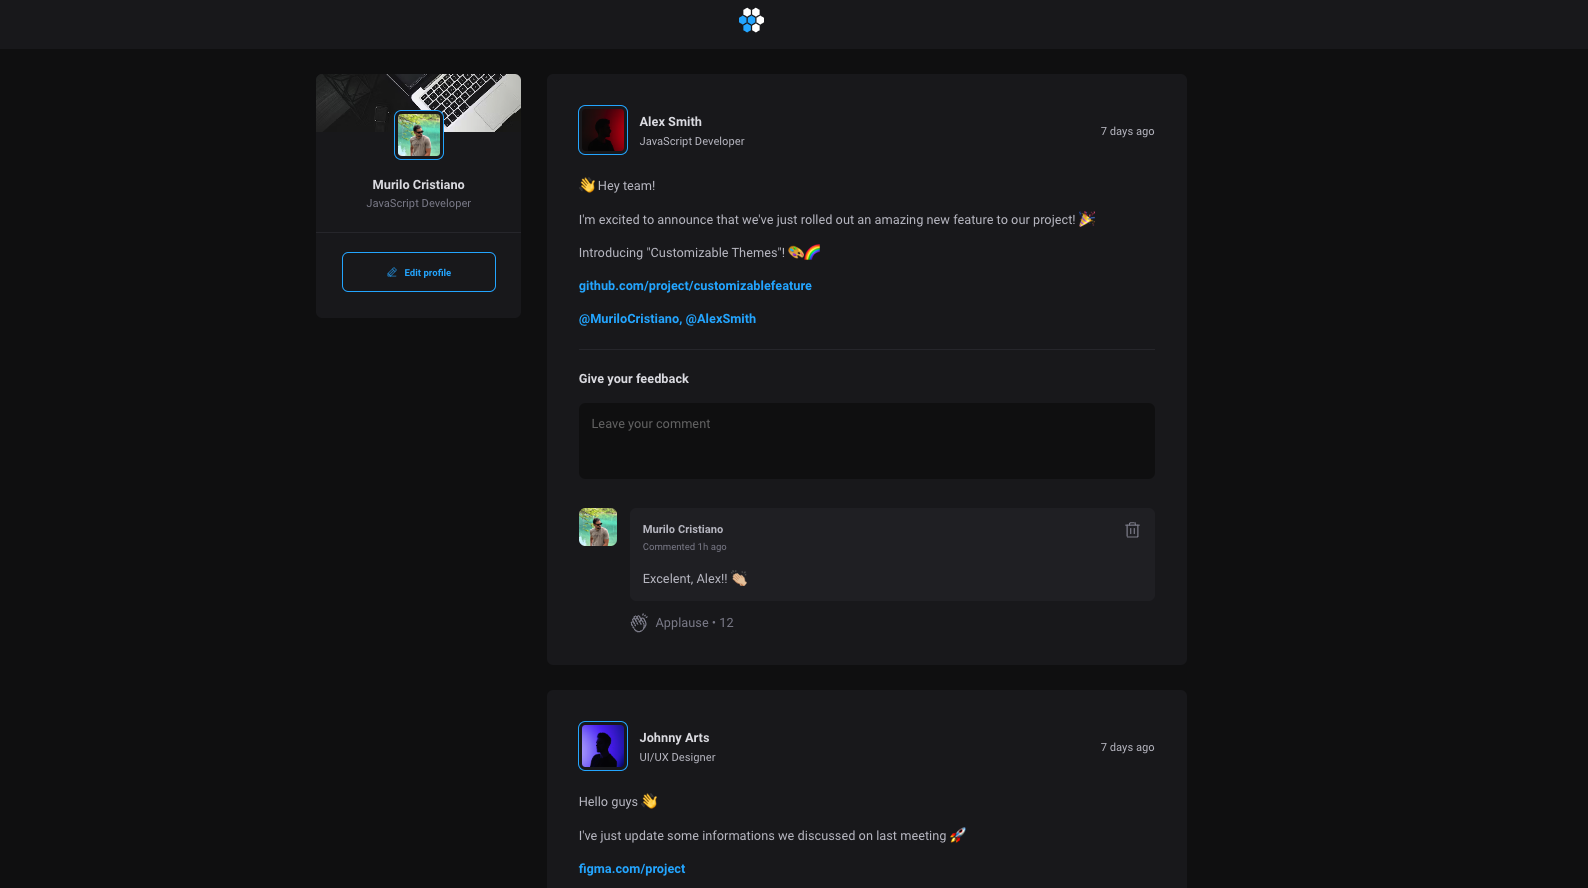 Murilo Cristiano
JavaScript Developer
Edit profile
Alex Smith
JavaScript Developer
7 days ago
👋 Hey team!
I'm excited to announce that we've just rolled out an amazing new feature to our project! 🎉
Introducing "Customizable Themes"! 🎨🌈
github.com/project/customizablefeature
@MuriloCristiano, @AlexSmith
Give your feedback
Leave your comment
Murilo Cristiano
Commented 1h ago
Excelent, Alex!! 👏🏼
Applause • 12
Johnny Arts
UI/UX Designer
7 days ago
Hello guys 👋
I've just update some informations we discussed on last meeting 🚀
figma.com/project